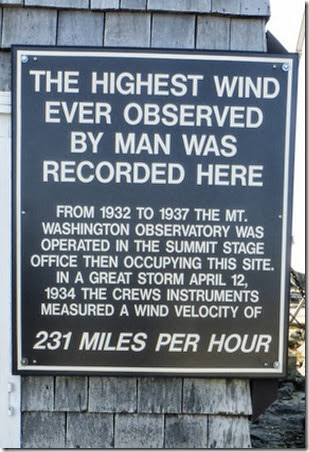 THE HIGHEST WIND
EVER OBSERVED
BY MAN WAS
RECORDED HERE
FROM 1932 TO 1937 THE MT.
WASHINGTON OBSERVATORY WAS
OPERATED IN THE SUMMIT STAGE
OFFICE THEN OCCUPYING THIS SITE.
IN A GREAT STORM APRIL 12,
1934 THE CREWS INSTRUMENTS
MEASURED A WIND VELOCITY OF
231 MILES PER HOUR